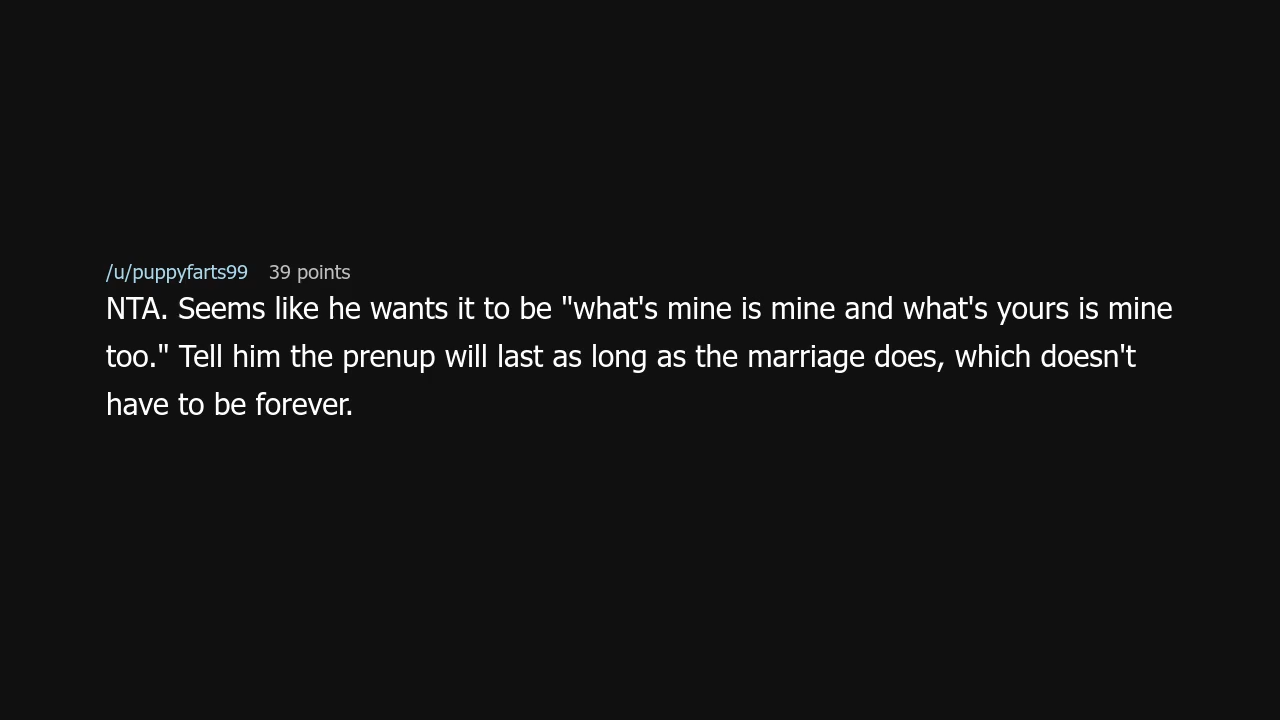 /u/puppyfarts99 39 points
NTA. Seems like he wants it to be "what's mine is mine and what's yours is mine
too." Tell him the prenup will last as long as the marriage does, which doesn't
have to be forever.